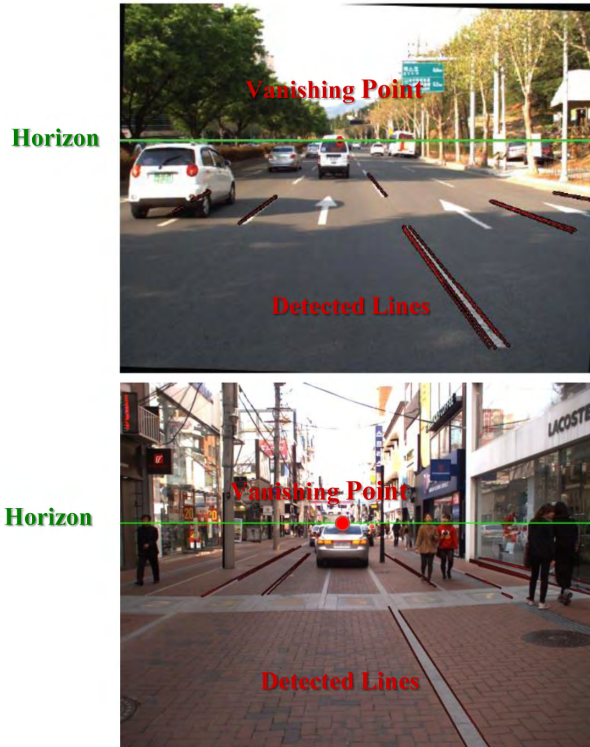 Vanishing Point
Horizon
Detected Lines
LACOSTE
Vanishing Point
Horizon
Detected Lines